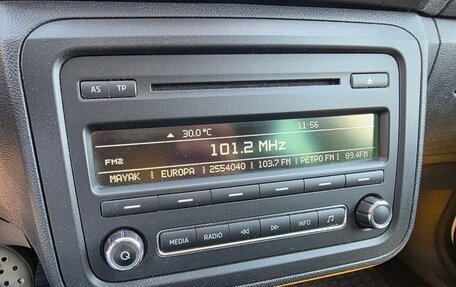 AS TP
30.0°C 11:56
101.2 MHz
FM2
MAYAK | EUROPA | 2554040 | 103.7 FM | PETPO FM | 89.4FM
MEDIA RADIO INFO